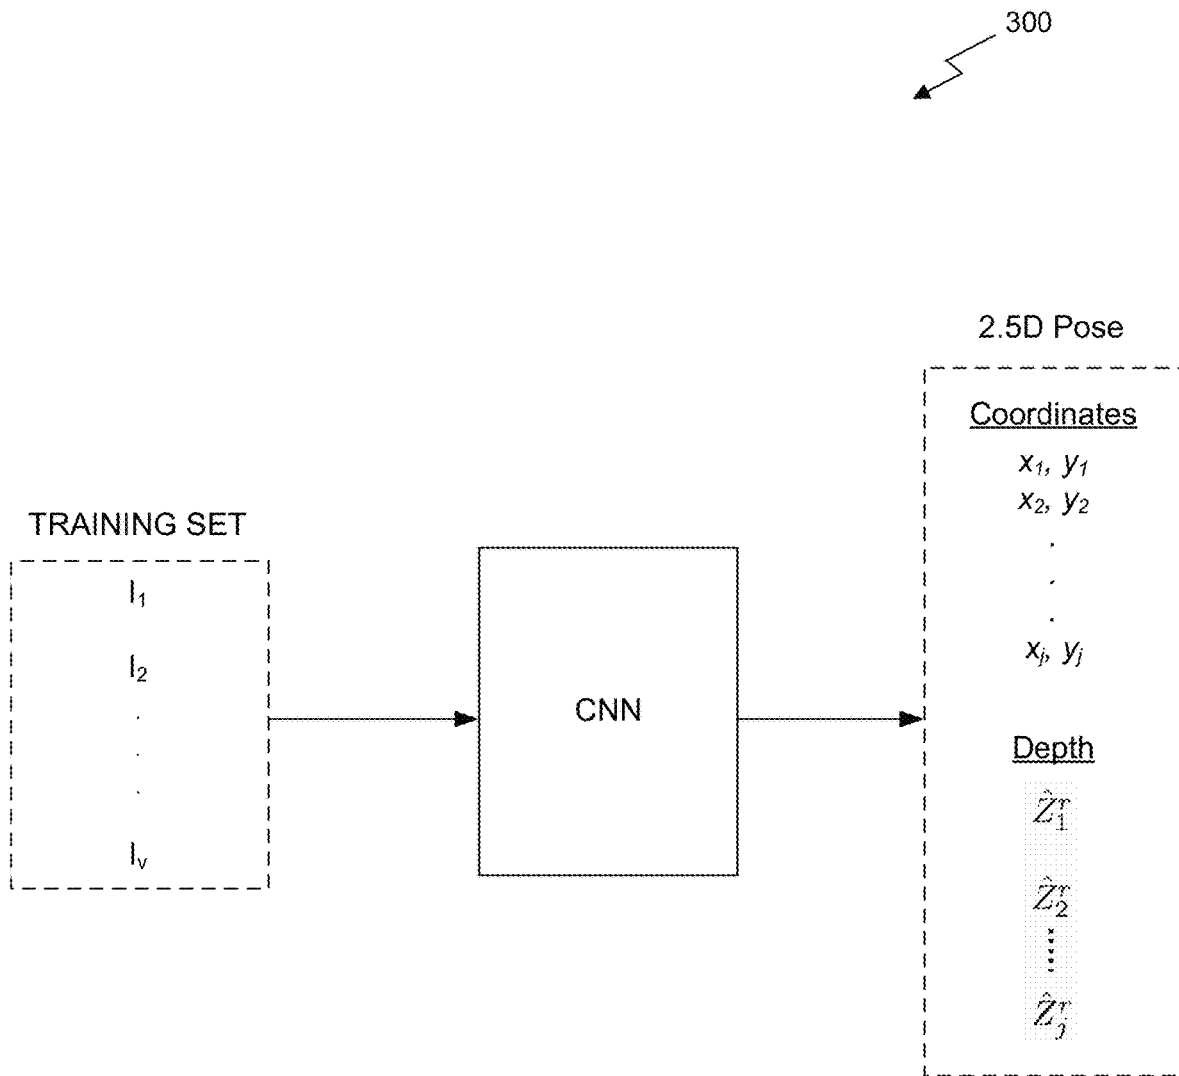 300
2.5D Pose
Coordinates
x₁, y₁
x₂, y₂
.
.
.
xⱼ, yⱼ
TRAINING SET
I₁
I₂
.
.
.
Iᵥ
CNN
Depth
Ẑ₁ʳ
Ẑ₂ʳ
⋮
Ẑⱼʳ